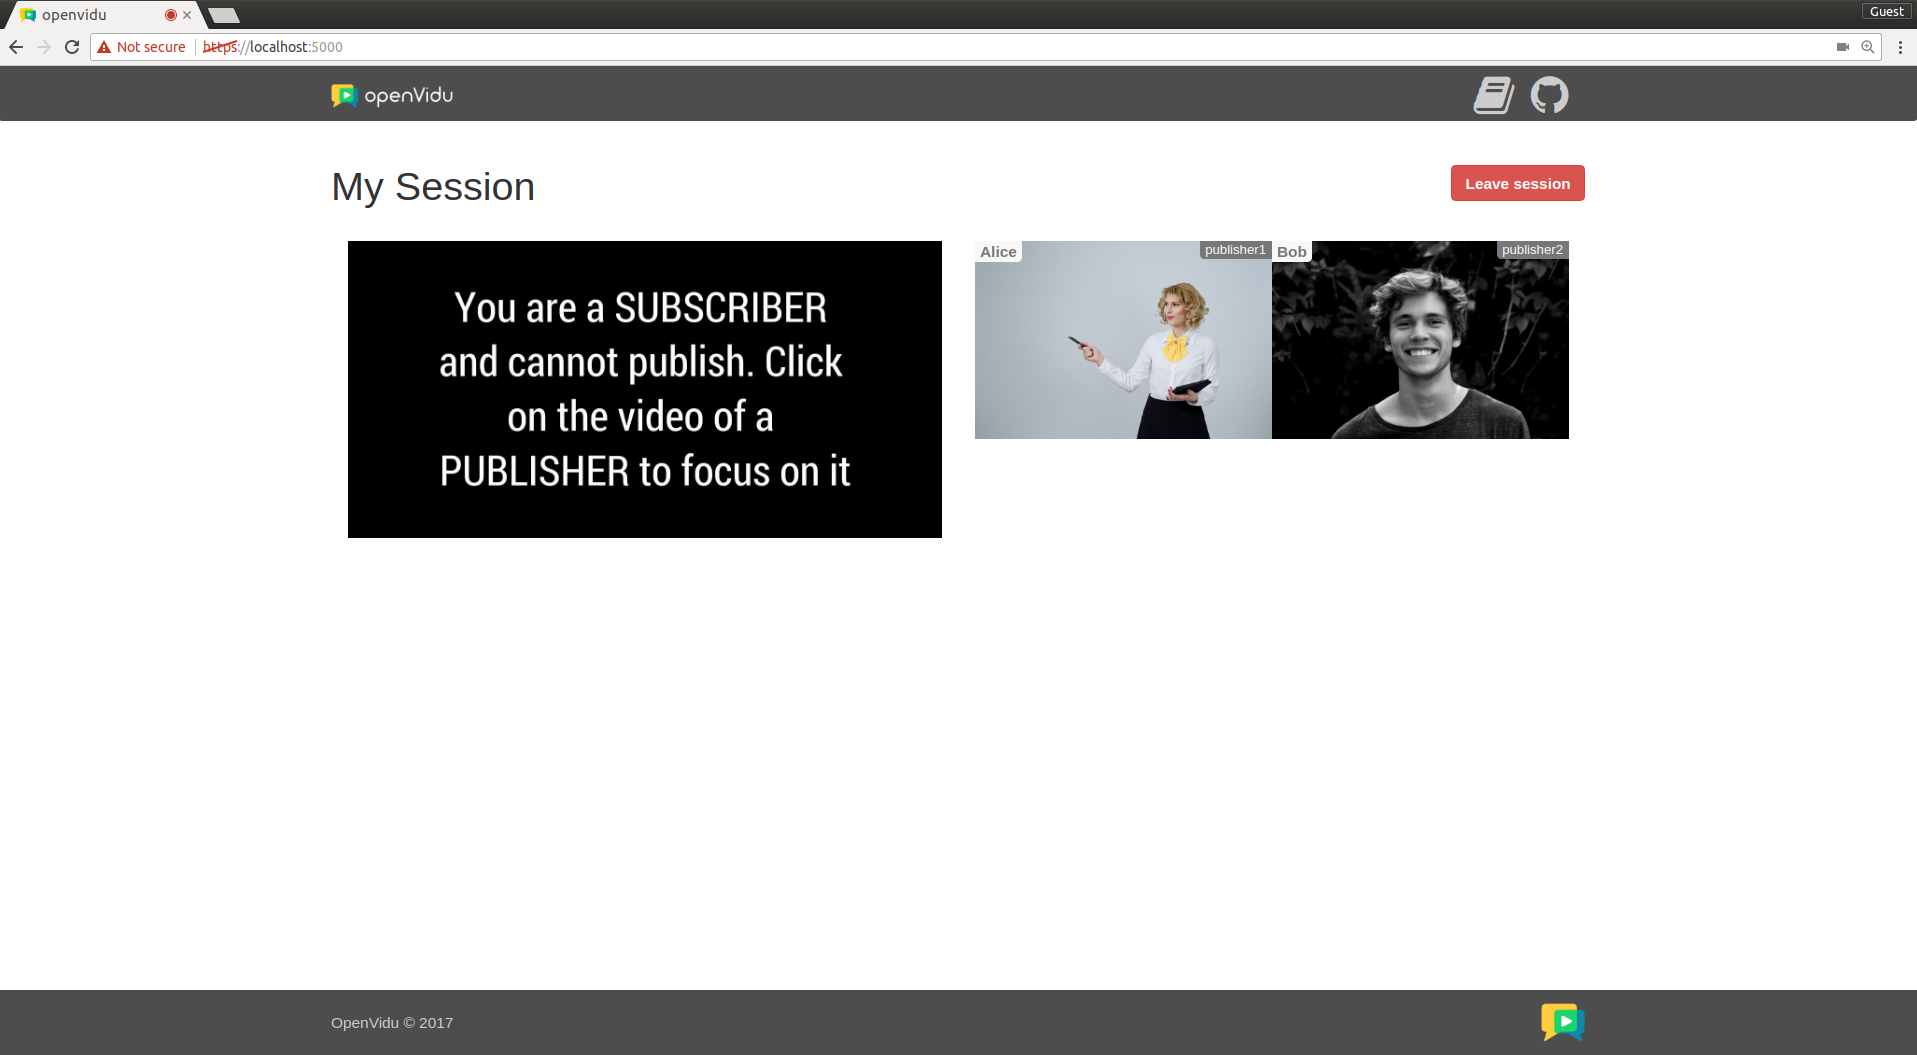 openvidu
Guest
Not secure
https://localhost:5000
openVidu
My Session
Leave session
You are a SUBSCRIBER
and cannot publish. Click
on the video of a
PUBLISHER to focus on it
Alice
publisher1
Bob
publisher2
OpenVidu © 2017